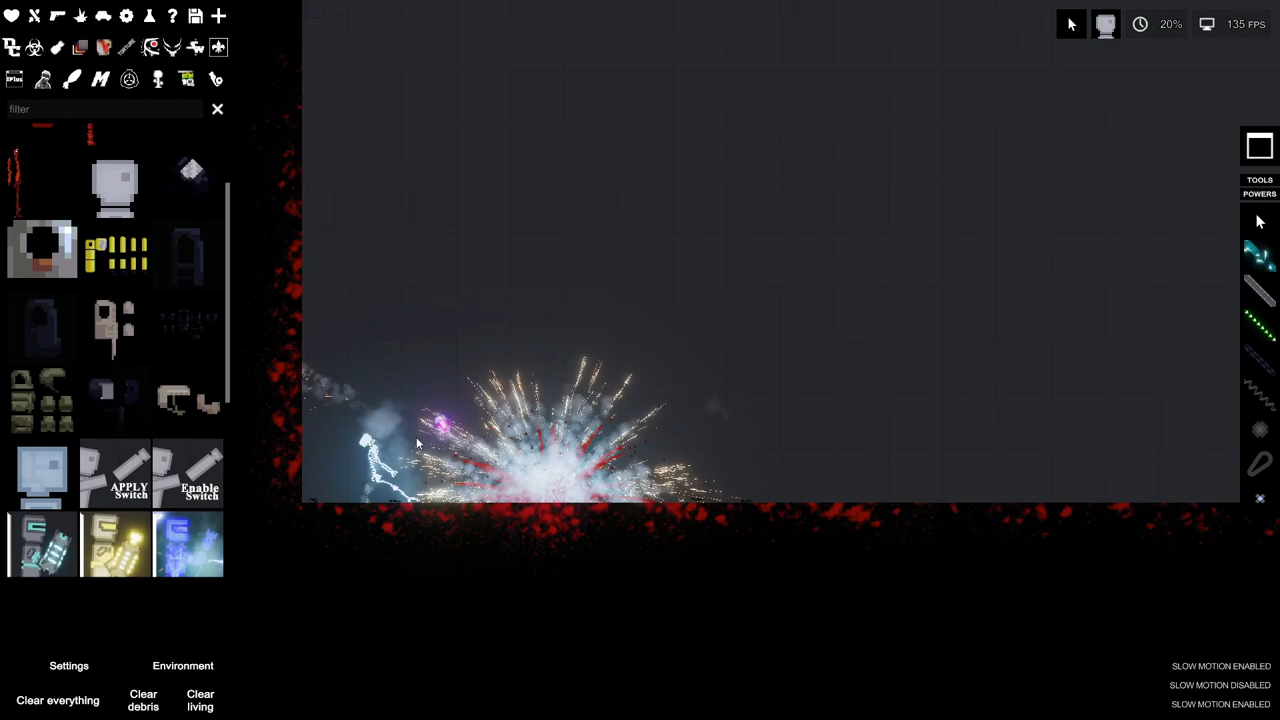 20%
135 FPS
filter
TOOLS
POWERS
APPLY
Switch
Enable
Switch
Settings
Environment
Clear everything
Clear
debris
Clear
living
SLOW MOTION ENABLED
SLOW MOTION DISABLED
SLOW MOTION ENABLED